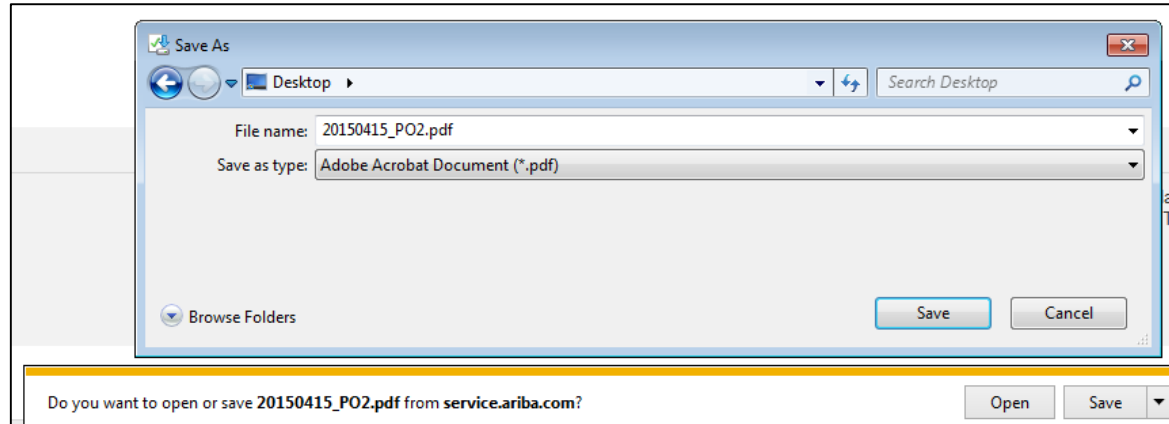 Save As
Desktop
Search Desktop
File name: 20150415_PO2.pdf
Save as type: Adobe Acrobat Document (*.pdf)
Browse Folders
Save Cancel
Do you want to open or save 20150415_PO2.pdf from service.ariba.com? Open Save